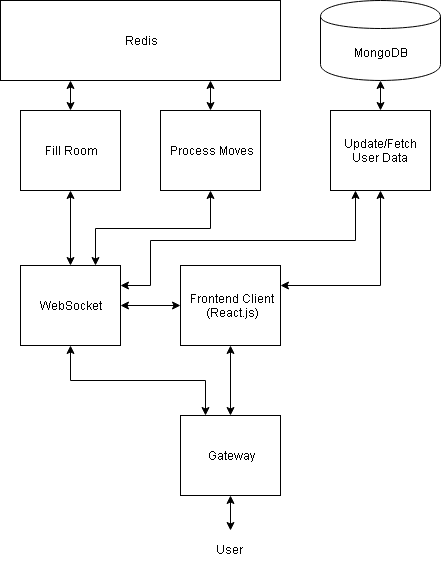 Redis
MongoDB
Fill Room
Process Moves
Update/Fetch
User Data
WebSocket
Frontend Client
(React.js)
Gateway
User